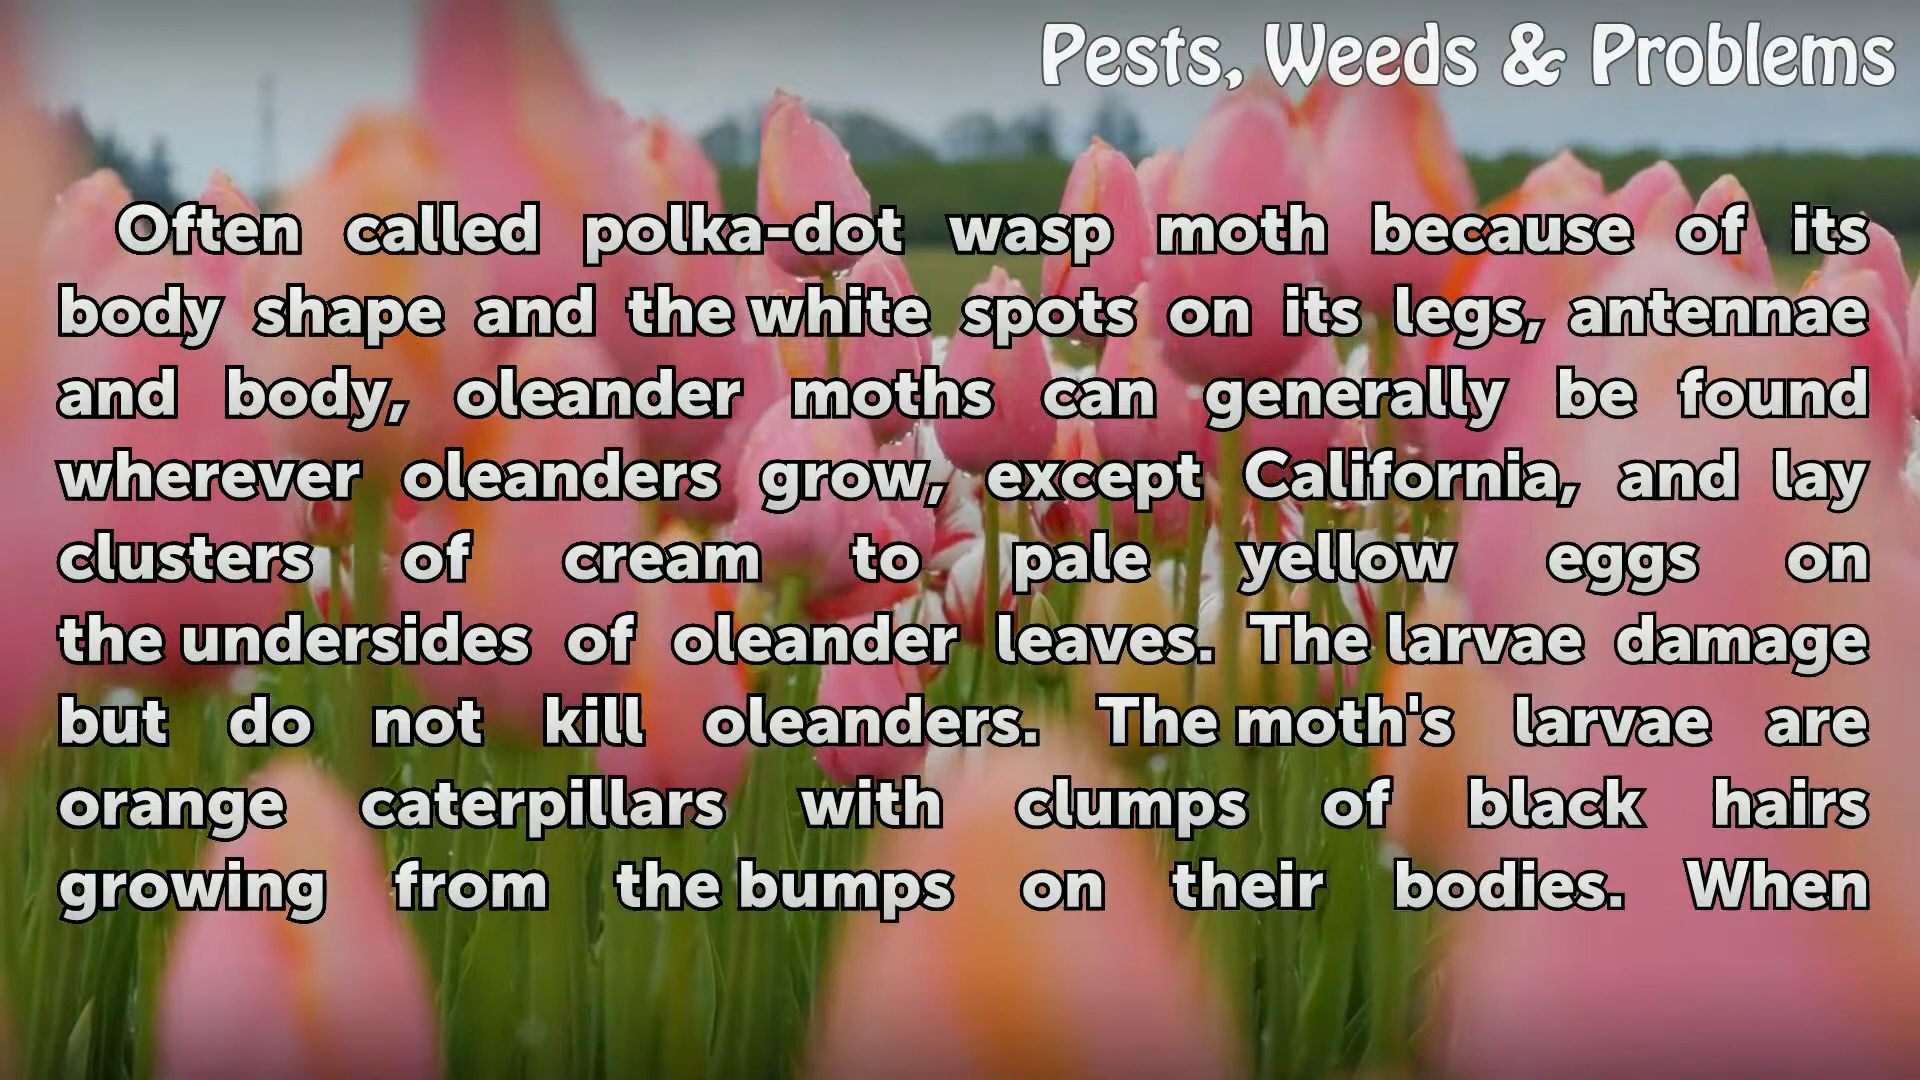 Pests, Weeds & Problems
Often called polka-dot wasp moth because of its
body shape and the white spots on its legs, antennae
and body, oleander moths can generally be found
wherever oleanders grow, except California, and lay
clusters of cream to pale yellow eggs on
the undersides of oleander leaves. The larvae damage
but do not kill oleanders. The moth's larvae are
orange caterpillars with clumps of black hairs
growing from the bumps on their bodies. When